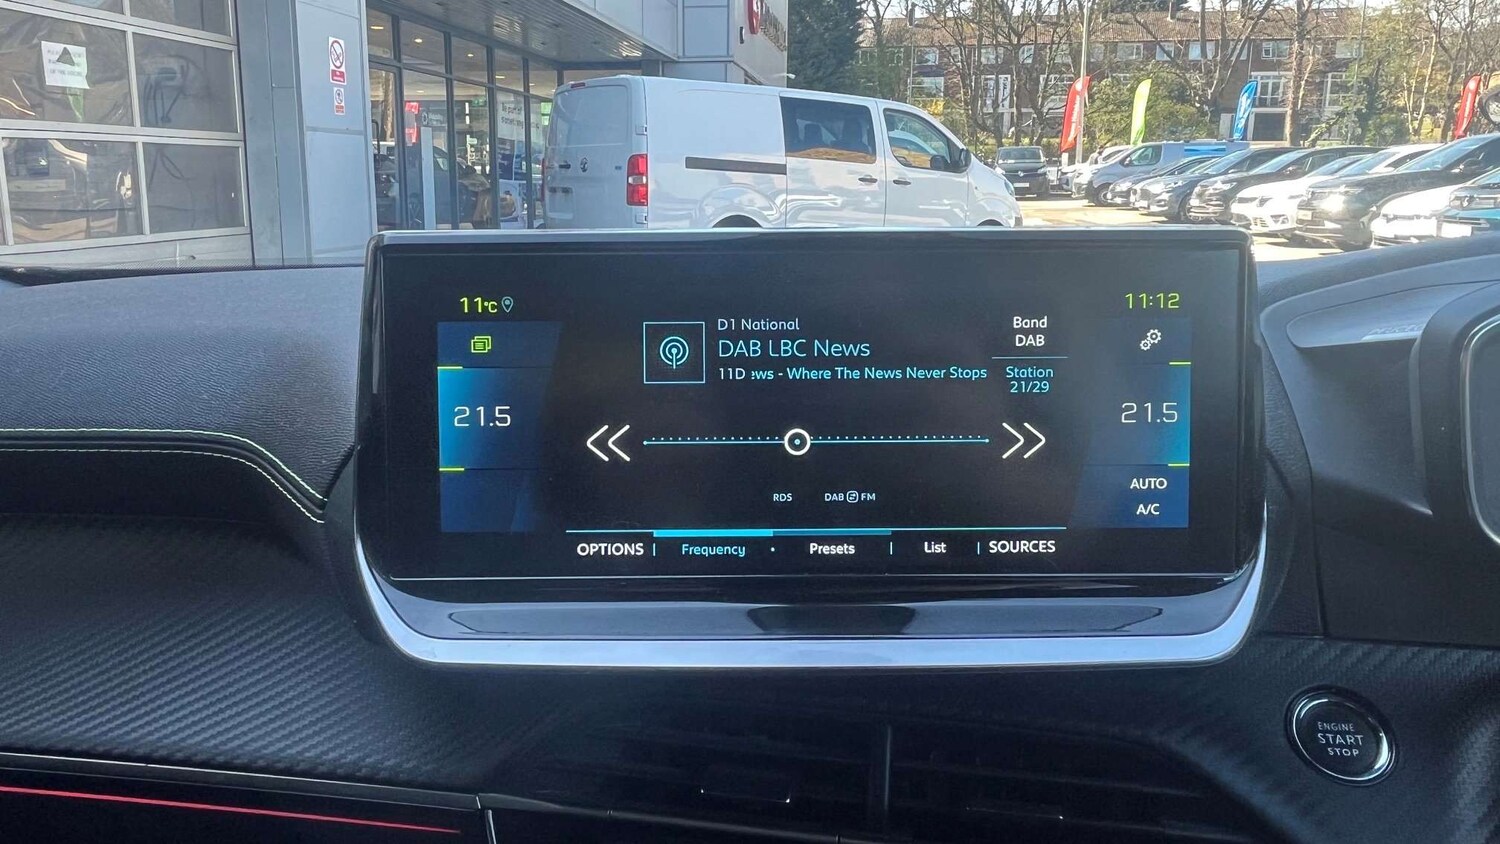 11°C
11:12
D1 National
DAB LBC News
11D ews - Where The News Never Stops
Band
DAB
Station
21/29
21.5
21.5
RDS
DAB FM
AUTO
A/C
OPTIONS | Frequency • Presets | List | SOURCES
ENGINE
START
STOP